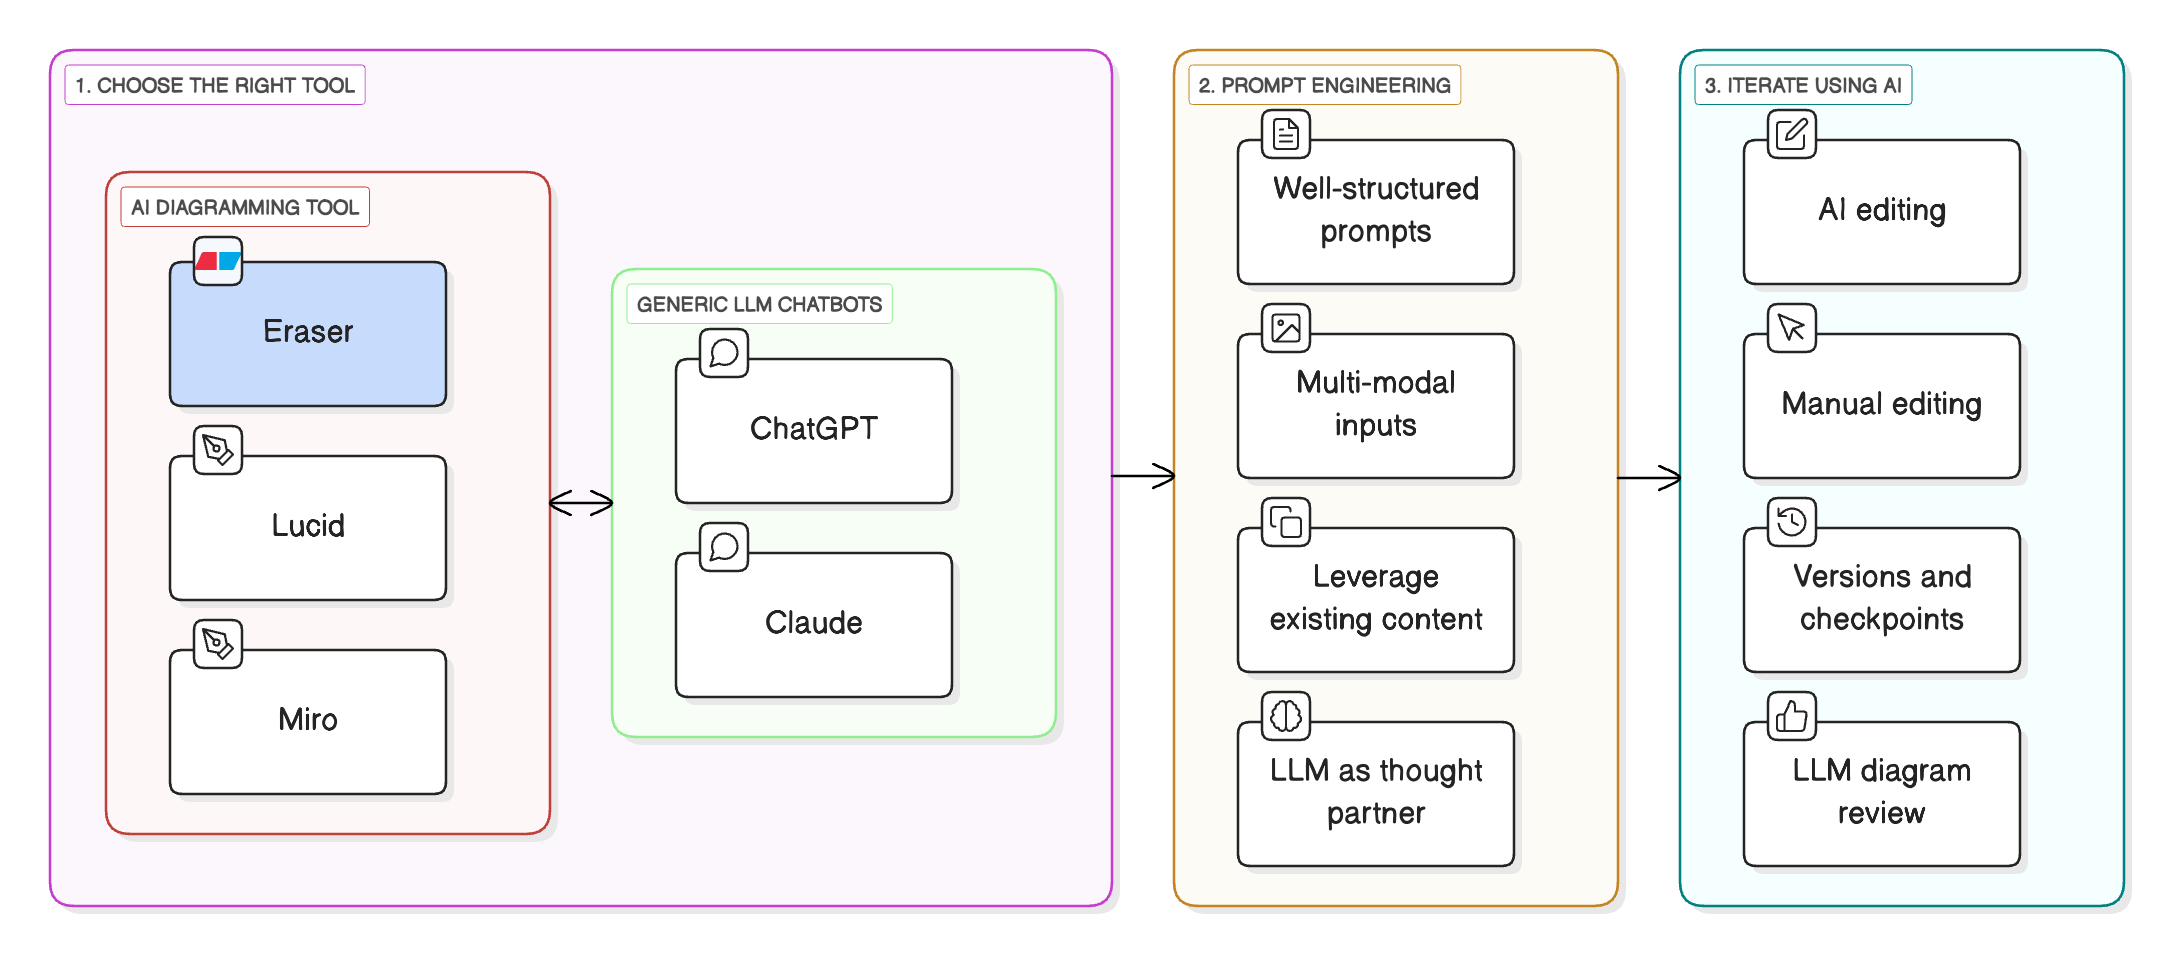 1. CHOOSE THE RIGHT TOOL
AI DIAGRAMMING TOOL
Eraser
Lucid
Miro
GENERIC LLM CHATBOTS
ChatGPT
Claude
2. PROMPT ENGINEERING
Well-structured
prompts
Multi-modal
inputs
Leverage
existing content
LLM as thought
partner
3. ITERATE USING AI
AI editing
Manual editing
Versions and
checkpoints
LLM diagram
review